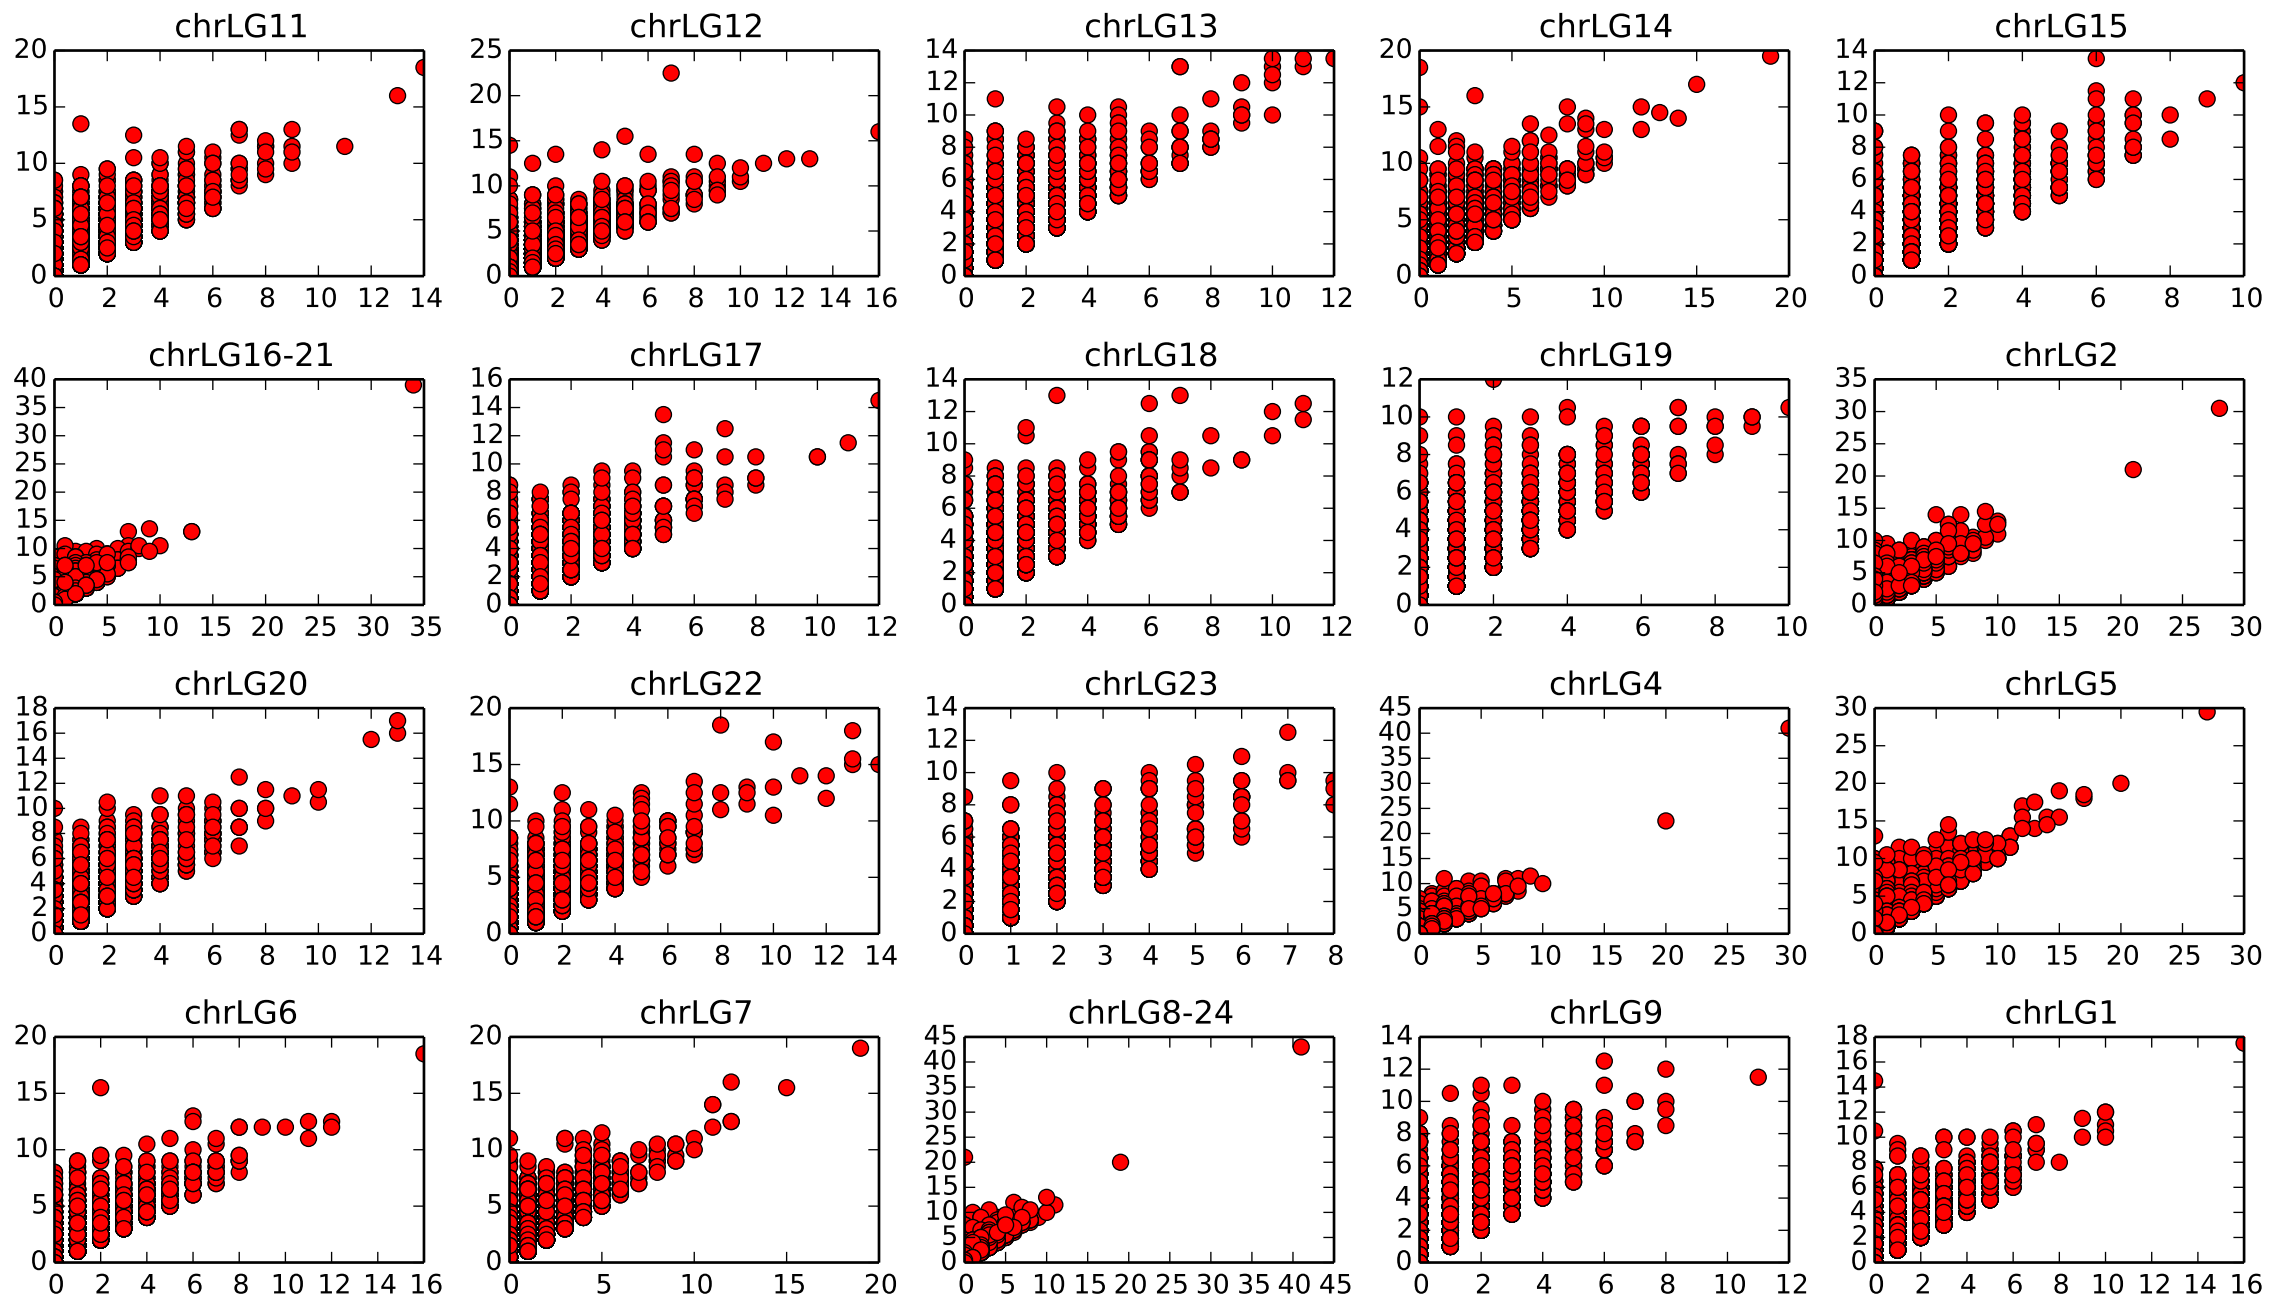 chrLG11 chrLG12 chrLG13 chrLG14 chrLG15
20 25 14 20 14
12 12
20
15 15 10 10
15 8 8
10 10
10 6 6
5 4 5 4
5
2 2
0 0 0 0 0
0 2 4 6 8 10 12 14 0 2 4 6 8 10 12 14 16 0 2 4 6 8 10 12 0 5 10 15 20 0 2 4 6 8 10
chrLG16-21 chrLG17 chrLG18 chrLG19 chrLG2
40 16 14 12 35
35 14 12 30
10
30 12 10 25
25 10 8
8 20
20 8 6
6 15
15 6
10 4 4 4 10
5 2 2 2 5
0 0 0 0 0
0 5 10 15 20 25 30 35 0 2 4 6 8 10 12 0 2 4 6 8 10 12 14 0 2 4 6 8 10 0 5 10 15 20 25 30
chrLG20 chrLG22 chrLG23 chrLG4 chrLG5
18 20 14 45 30
16 40
12 25
14 15 35
12 10 30 20
10 8 25
10 15
8 6 20
6 15 10
4 5 4 10
2 2 5 5
0 0 0 0 0
0 2 4 6 8 10 12 14 0 2 4 6 8 10 12 14 0 1 2 3 4 5 6 7 8 0 5 10 15 20 25 30 0 5 10 15 20 25 30
chrLG6 chrLG7 chrLG8-24 chrLG9 chrLG1
20 20 45 14 18
40 16
12
15 15 35 14
30 10 12
25 8 10
10 10
20 6 8
15 6
5 5 10 4 4
5 2 2
0 0 0 0 0
0 2 4 6 8 10 12 14 16 0 5 10 15 20 0 5 10 15 20 25 30 35 40 45 0 2 4 6 8 10 12 0 2 4 6 8 10 12 14 16